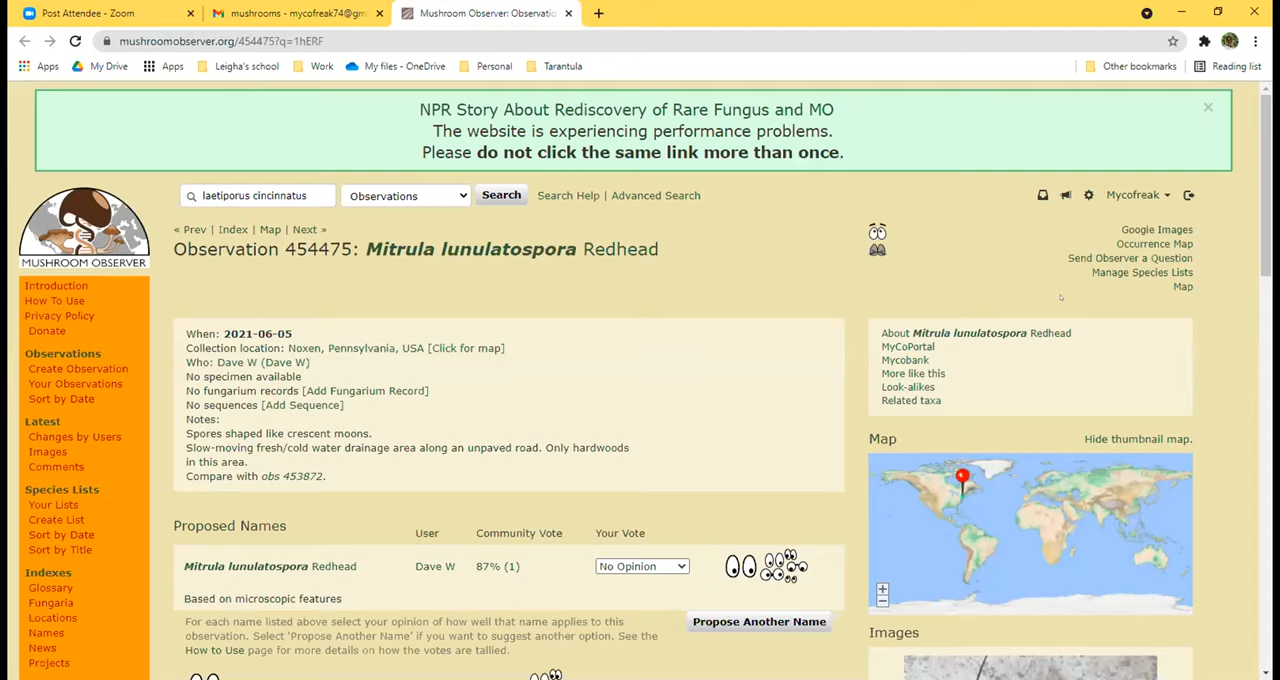 Post Attendee - Zoom
mushrooms - mycofreak74@gm
Mushroom Observer: Observatio
mushroomobserver.org/454475?q=1hERF
Apps
My Drive
Apps
Leigha's school
Work
My files - OneDrive
Personal
Tarantula
Other bookmarks
Reading list
NPR Story About Rediscovery of Rare Fungus and MO
The website is experiencing performance problems.
Please do not click the same link more than once.
laetiporus cincinnatus
Observations
Search
Search Help | Advanced Search
Mycofreak
MUSHROOM OBSERVER
« Prev | Index | Map | Next »
Observation 454475: Mitrula lunulatospora Redhead
Google Images
Occurrence Map
Send Observer a Question
Manage Species Lists
Map
Introduction
How To Use
Privacy Policy
Donate
Observations
Create Observation
Your Observations
Sort by Date
Latest
Changes by Users
Images
Comments
Species Lists
Your Lists
Create List
Sort by Date
Sort by Title
Indexes
Glossary
Fungaria
Locations
Names
News
Projects
When: 2021-06-05
Collection location: Noxen, Pennsylvania, USA [Click for map]
Who: Dave W (Dave W)
No specimen available
No fungarium records [Add Fungarium Record]
No sequences [Add Sequence]
Notes:
Spores shaped like crescent moons.
Slow-moving fresh/cold water drainage area along an unpaved road. Only hardwoods
in this area.
Compare with obs 453872.
About Mitrula lunulatospora Redhead
MyCoPortal
Mycobank
More like this
Look-alikes
Related taxa
Map
Hide thumbnail map.
+
−
Images
Proposed Names
User
Community Vote
Your Vote
Mitrula lunulatospora Redhead
Dave W
87% (1)
No Opinion
Based on microscopic features
For each name listed above select your opinion of how well that name applies to this
observation. Select 'Propose Another Name' if you want to suggest another option. See the
How to Use page for more details on how the votes are tallied.
Propose Another Name